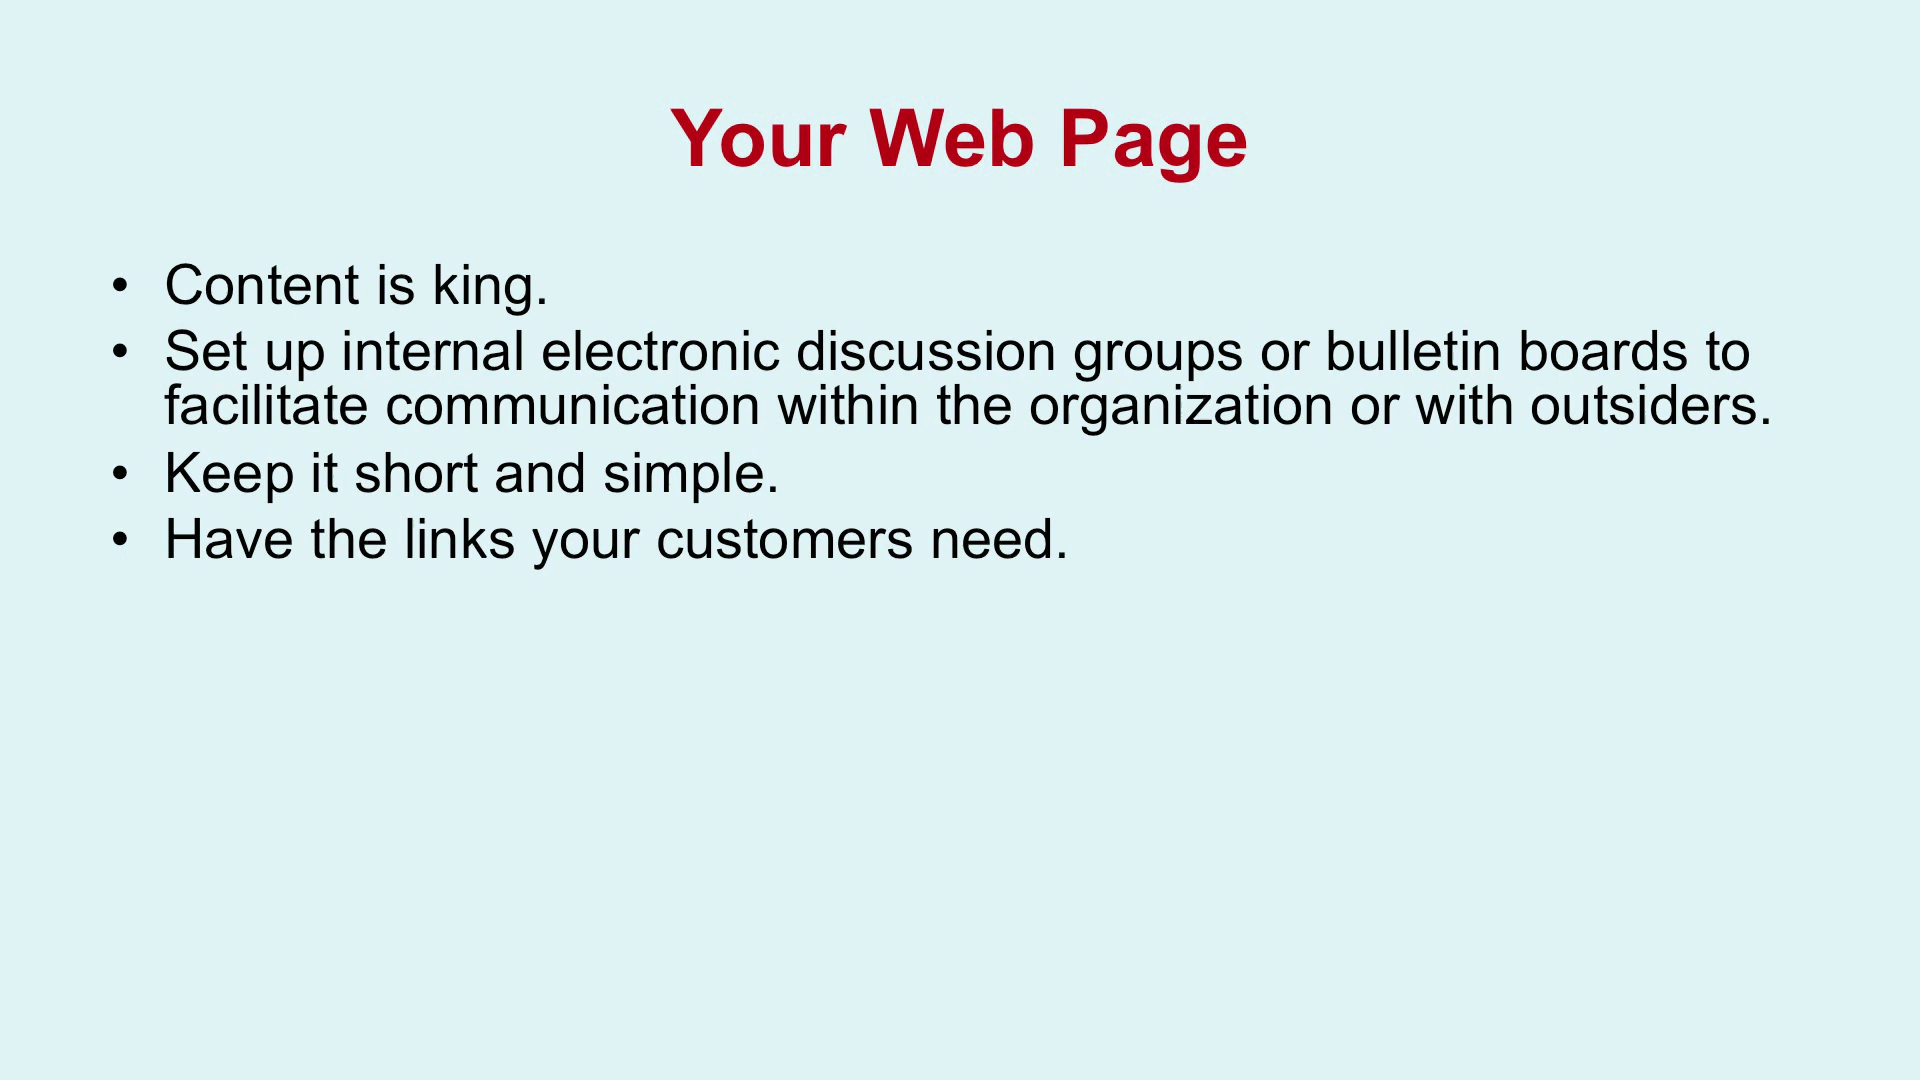 Your Web Page
• Content is king.
• Set up internal electronic discussion groups or bulletin boards to
facilitate communication within the organization or with outsiders.
• Keep it short and simple.
• Have the links your customers need.